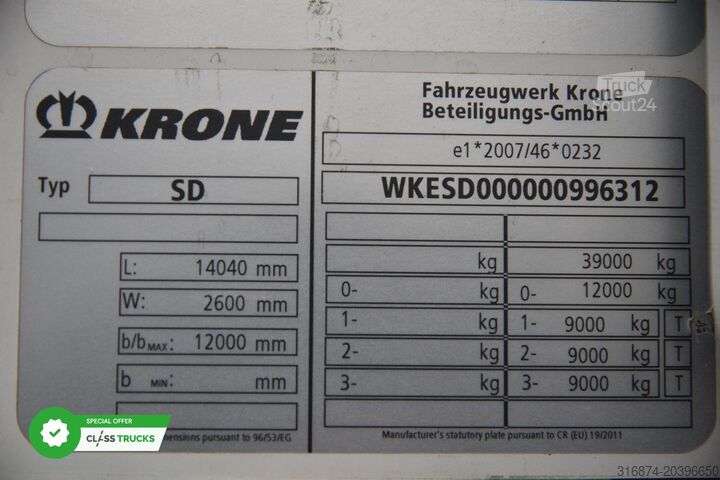 KRONE
Typ SD
L: 14040 mm
W: 2600 mm
b/b MAX: 12000 mm
b MIN: mm
mensions pursuant to 96/53/EG
Fahrzeugwerk Krone
Beteiligungs-GmbH
e1*2007/46*0232
WKESD000000996312
kg 39000 kg
0- kg 0- 12000 kg
1- kg 1- 9000 kg T
2- kg 2- 9000 kg T
3- kg 3- 9000 kg T
Manufacturer's statutory plate pursuant to CR (EU) 19/2011
Truck
Scout24
SPECIAL OFFER
CLASS TRUCKS
316874-20396650